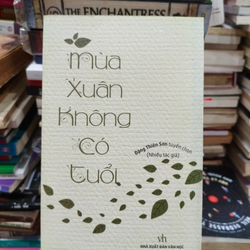 THE ENCHANTRESS
Mùa
Xuân
Không
Có
tuổi
Đặng Thiên Sơn tuyển chọn
(Nhiều tác giả)
vh
NHÀ XUẤT BẢN VĂN HỌC